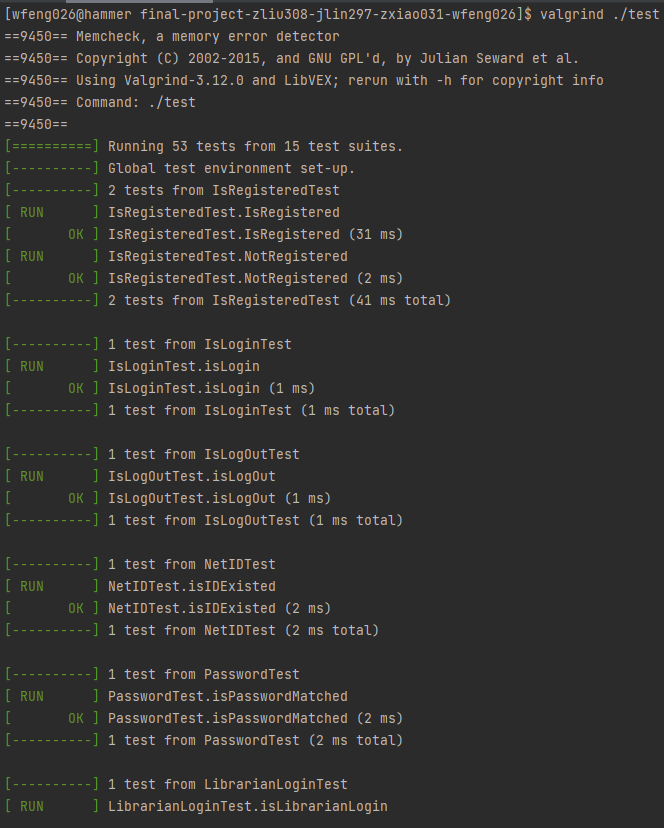 [wfeng026@hammer final-project-zliu308-jlin297-zxiao031-wfeng026]$ valgrind ./test
==9450== Memcheck, a memory error detector
==9450== Copyright (C) 2002-2015, and GNU GPL'd, by Julian Seward et al.
==9450== Using Valgrind-3.12.0 and LibVEX; rerun with -h for copyright info
==9450== Command: ./test
==9450==
[==========] Running 53 tests from 15 test suites.
[----------] Global test environment set-up.
[----------] 2 tests from IsRegisteredTest
[ RUN      ] IsRegisteredTest.IsRegistered
[       OK ] IsRegisteredTest.IsRegistered (31 ms)
[ RUN      ] IsRegisteredTest.NotRegistered
[       OK ] IsRegisteredTest.NotRegistered (2 ms)
[----------] 2 tests from IsRegisteredTest (41 ms total)

[----------] 1 test from IsLoginTest
[ RUN      ] IsLoginTest.isLogin
[       OK ] IsLoginTest.isLogin (1 ms)
[----------] 1 test from IsLoginTest (1 ms total)

[----------] 1 test from IsLogOutTest
[ RUN      ] IsLogOutTest.isLogOut
[       OK ] IsLogOutTest.isLogOut (1 ms)
[----------] 1 test from IsLogOutTest (1 ms total)

[----------] 1 test from NetIDTest
[ RUN      ] NetIDTest.isIDExisted
[       OK ] NetIDTest.isIDExisted (2 ms)
[----------] 1 test from NetIDTest (2 ms total)

[----------] 1 test from PasswordTest
[ RUN      ] PasswordTest.isPasswordMatched
[       OK ] PasswordTest.isPasswordMatched (2 ms)
[----------] 1 test from PasswordTest (2 ms total)

[----------] 1 test from LibrarianLoginTest
[ RUN      ] LibrarianLoginTest.isLibrarianLogin